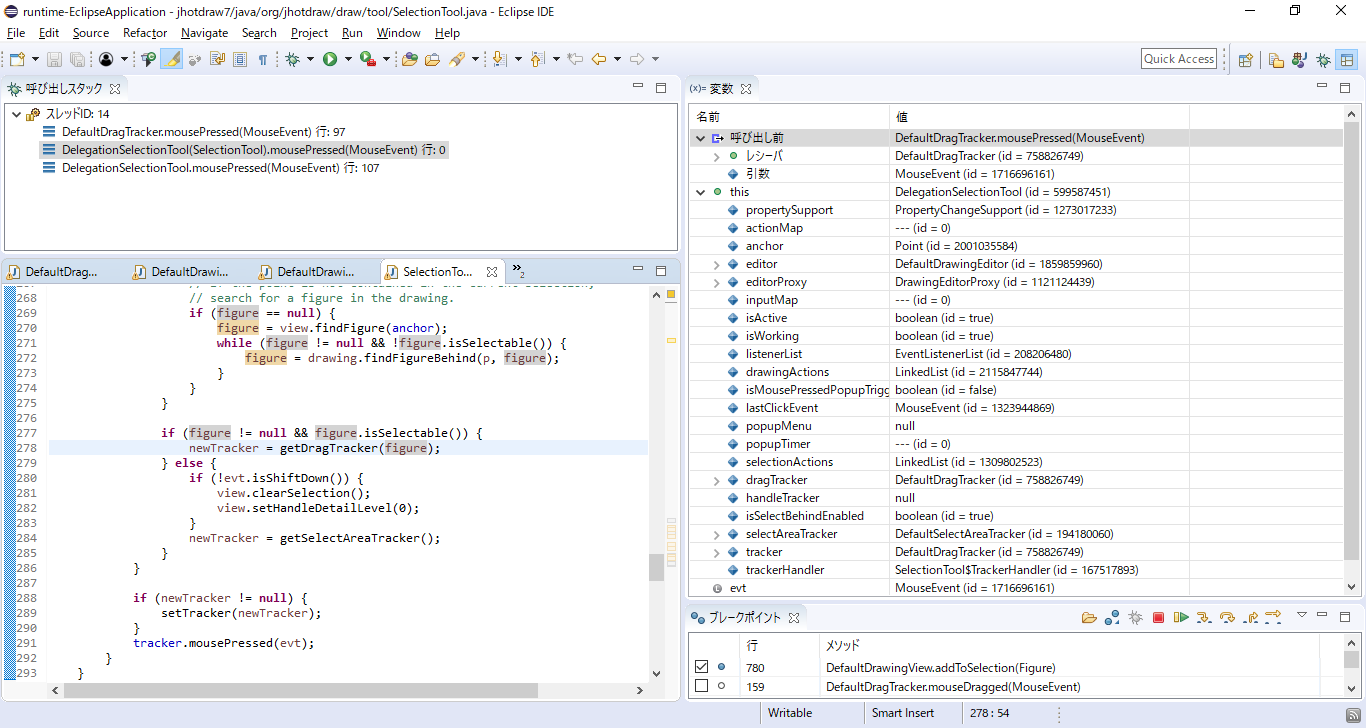 runtime-EclipseApplication - jhotdraw7/java/org/jhotdraw/draw/tool/SelectionTool.java - Eclipse IDE
File Edit Source Refactor Navigate Search Project Run Window Help
Quick Access
呼び出しスタック
スレッドID: 14
DefaultDragTracker.mousePressed(MouseEvent) 行: 97
DelegationSelectionTool(SelectionTool).mousePressed(MouseEvent) 行: 0
DelegationSelectionTool.mousePressed(MouseEvent) 行: 107
DefaultDrag... DefaultDrawi... DefaultDrawi... SelectionTo... »2
268 // search for a figure in the drawing.
269 if (figure == null) {
270 figure = view.findFigure(anchor);
271 while (figure != null && !figure.isSelectable()) {
272 figure = drawing.findFigureBehind(p, figure);
273 }
274 }
275 }
276
277 if (figure != null && figure.isSelectable()) {
278 newTracker = getDragTracker(figure);
279 } else {
280 if (!evt.isShiftDown()) {
281 view.clearSelection();
282 view.setHandleDetailLevel(0);
283 }
284 newTracker = getSelectAreaTracker();
285 }
286 }
287
288 if (newTracker != null) {
289 setTracker(newTracker);
290 }
291 tracker.mousePressed(evt);
292 }
293 }
(x)= 変数
名前 値
呼び出し前 DefaultDragTracker.mousePressed(MouseEvent)
レシーバ DefaultDragTracker (id = 758826749)
引数 MouseEvent (id = 1716696161)
this DelegationSelectionTool (id = 599587451)
propertySupport PropertyChangeSupport (id = 1273017233)
actionMap --- (id = 0)
anchor Point (id = 2001035584)
editor DefaultDrawingEditor (id = 1859859960)
editorProxy DrawingEditorProxy (id = 1121124439)
inputMap --- (id = 0)
isActive boolean (id = true)
isWorking boolean (id = true)
listenerList EventListenerList (id = 208206480)
drawingActions LinkedList (id = 2115847744)
isMousePressedPopupTrigg boolean (id = false)
lastClickEvent MouseEvent (id = 1323944869)
popupMenu null
popupTimer --- (id = 0)
selectionActions LinkedList (id = 1309802523)
dragTracker DefaultDragTracker (id = 758826749)
handleTracker null
isSelectBehindEnabled boolean (id = true)
selectAreaTracker DefaultSelectAreaTracker (id = 194180060)
tracker DefaultDragTracker (id = 758826749)
trackerHandler SelectionTool$TrackerHandler (id = 167517893)
evt MouseEvent (id = 1716696161)
ブレークポイント
行 メソッド
780 DefaultDrawingView.addToSelection(Figure)
159 DefaultDragTracker.mouseDragged(MouseEvent)
Writable Smart Insert 278 : 54